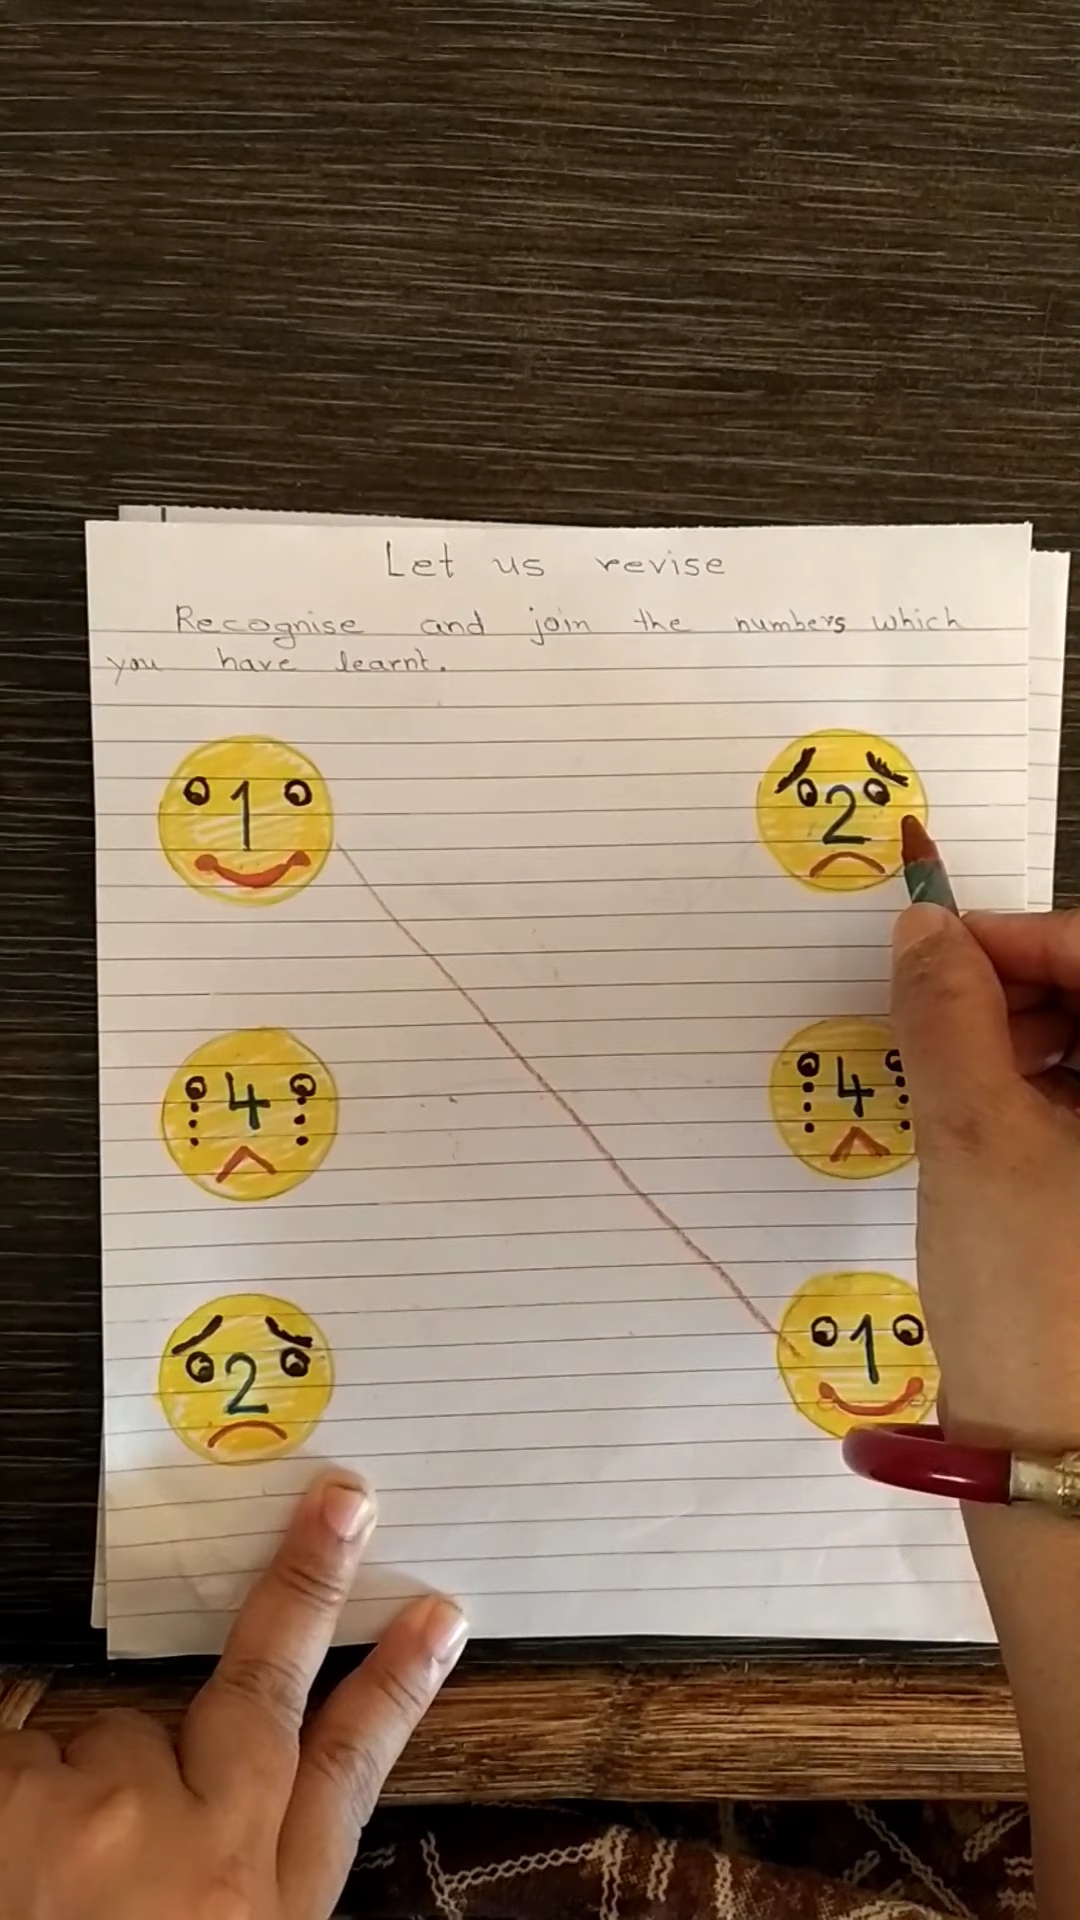 Let us revise
Recognise and join the numbers which
you have learnt.
1 2
4 4
2 1